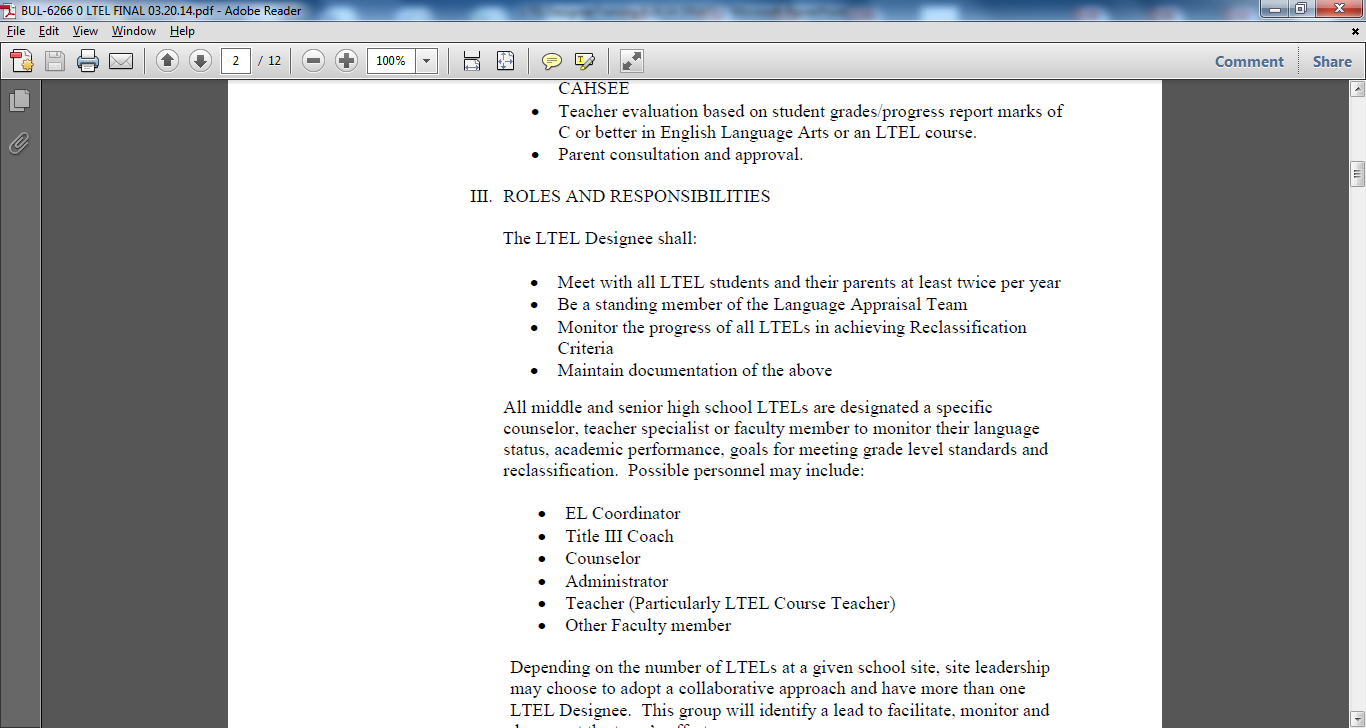 BUL-6266 0 LTEL FINAL 03.20.14.pdf - Adobe Reader
File Edit View Window Help
2 / 12 100% Comment Share
CAHSEE
• Teacher evaluation based on student grades/progress report marks of
C or better in English Language Arts or an LTEL course.
• Parent consultation and approval.
III. ROLES AND RESPONSIBILITIES
The LTEL Designee shall:
• Meet with all LTEL students and their parents at least twice per year
• Be a standing member of the Language Appraisal Team
• Monitor the progress of all LTELs in achieving Reclassification
Criteria
• Maintain documentation of the above
All middle and senior high school LTELs are designated a specific
counselor, teacher specialist or faculty member to monitor their language
status, academic performance, goals for meeting grade level standards and
reclassification. Possible personnel may include:
• EL Coordinator
• Title III Coach
• Counselor
• Administrator
• Teacher (Particularly LTEL Course Teacher)
• Other Faculty member
Depending on the number of LTELs at a given school site, site leadership
may choose to adopt a collaborative approach and have more than one
LTEL Designee. This group will identify a lead to facilitate, monitor and